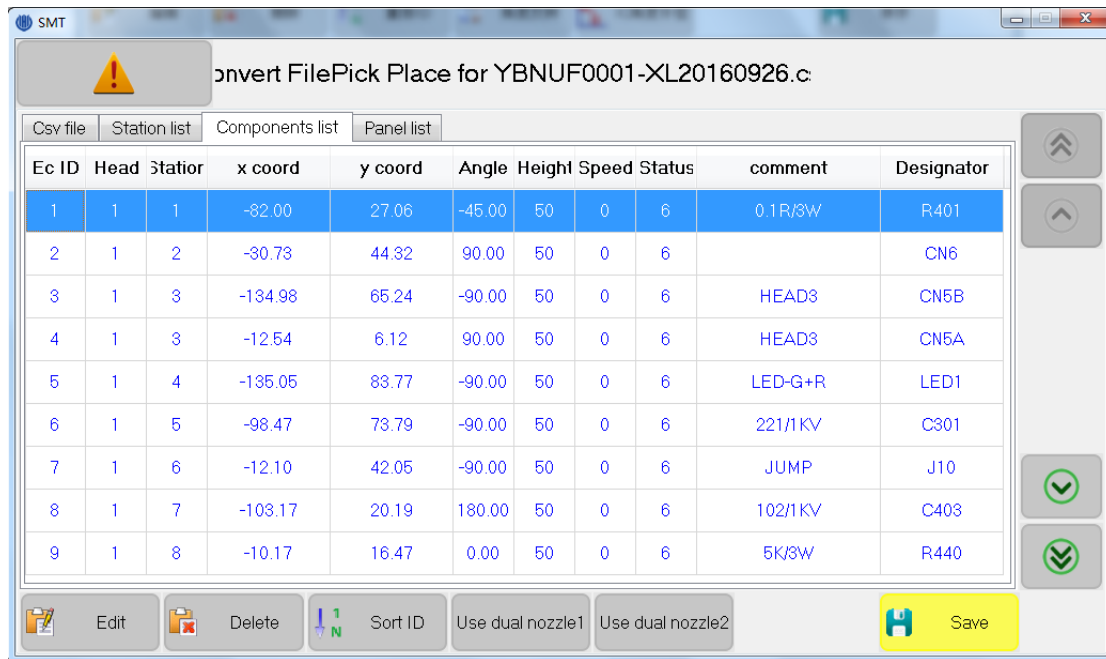 SMT
onvert FilePick Place for YBNUF0001-XL20160926.c
Csv file Station list Components list Panel list
Ec ID Head Station x coord y coord Angle Height Speed Status comment Designator
1 1 1 -82.00 27.06 -45.00 50 0 6 0.1R/3W R401
2 1 2 -30.73 44.32 90.00 50 0 6 CN6
3 1 3 -134.98 65.24 -90.00 50 0 6 HEAD3 CN5B
4 1 3 -12.54 6.12 90.00 50 0 6 HEAD3 CN5A
5 1 4 -135.05 83.77 -90.00 50 0 6 LED-G+R LED1
6 1 5 -98.47 73.79 -90.00 50 0 6 221/1KV C301
7 1 6 -12.10 42.05 -90.00 50 0 6 JUMP J10
8 1 7 -103.17 20.19 180.00 50 0 6 102/1KV C403
9 1 8 -10.17 16.47 0.00 50 0 6 5K/3W R440
Edit Delete 1 N Sort ID Use dual nozzle1 Use dual nozzle2 Save